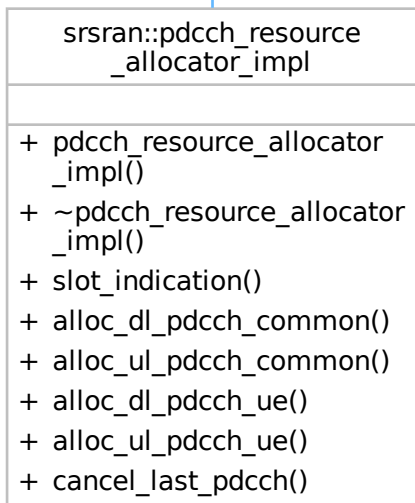 srsran::pdcch_resource
_allocator_impl
+ pdcch_resource_allocator
_impl()
+ ~pdcch_resource_allocator
_impl()
+ slot_indication()
+ alloc_dl_pdcch_common()
+ alloc_ul_pdcch_common()
+ alloc_dl_pdcch_ue()
+ alloc_ul_pdcch_ue()
+ cancel_last_pdcch()